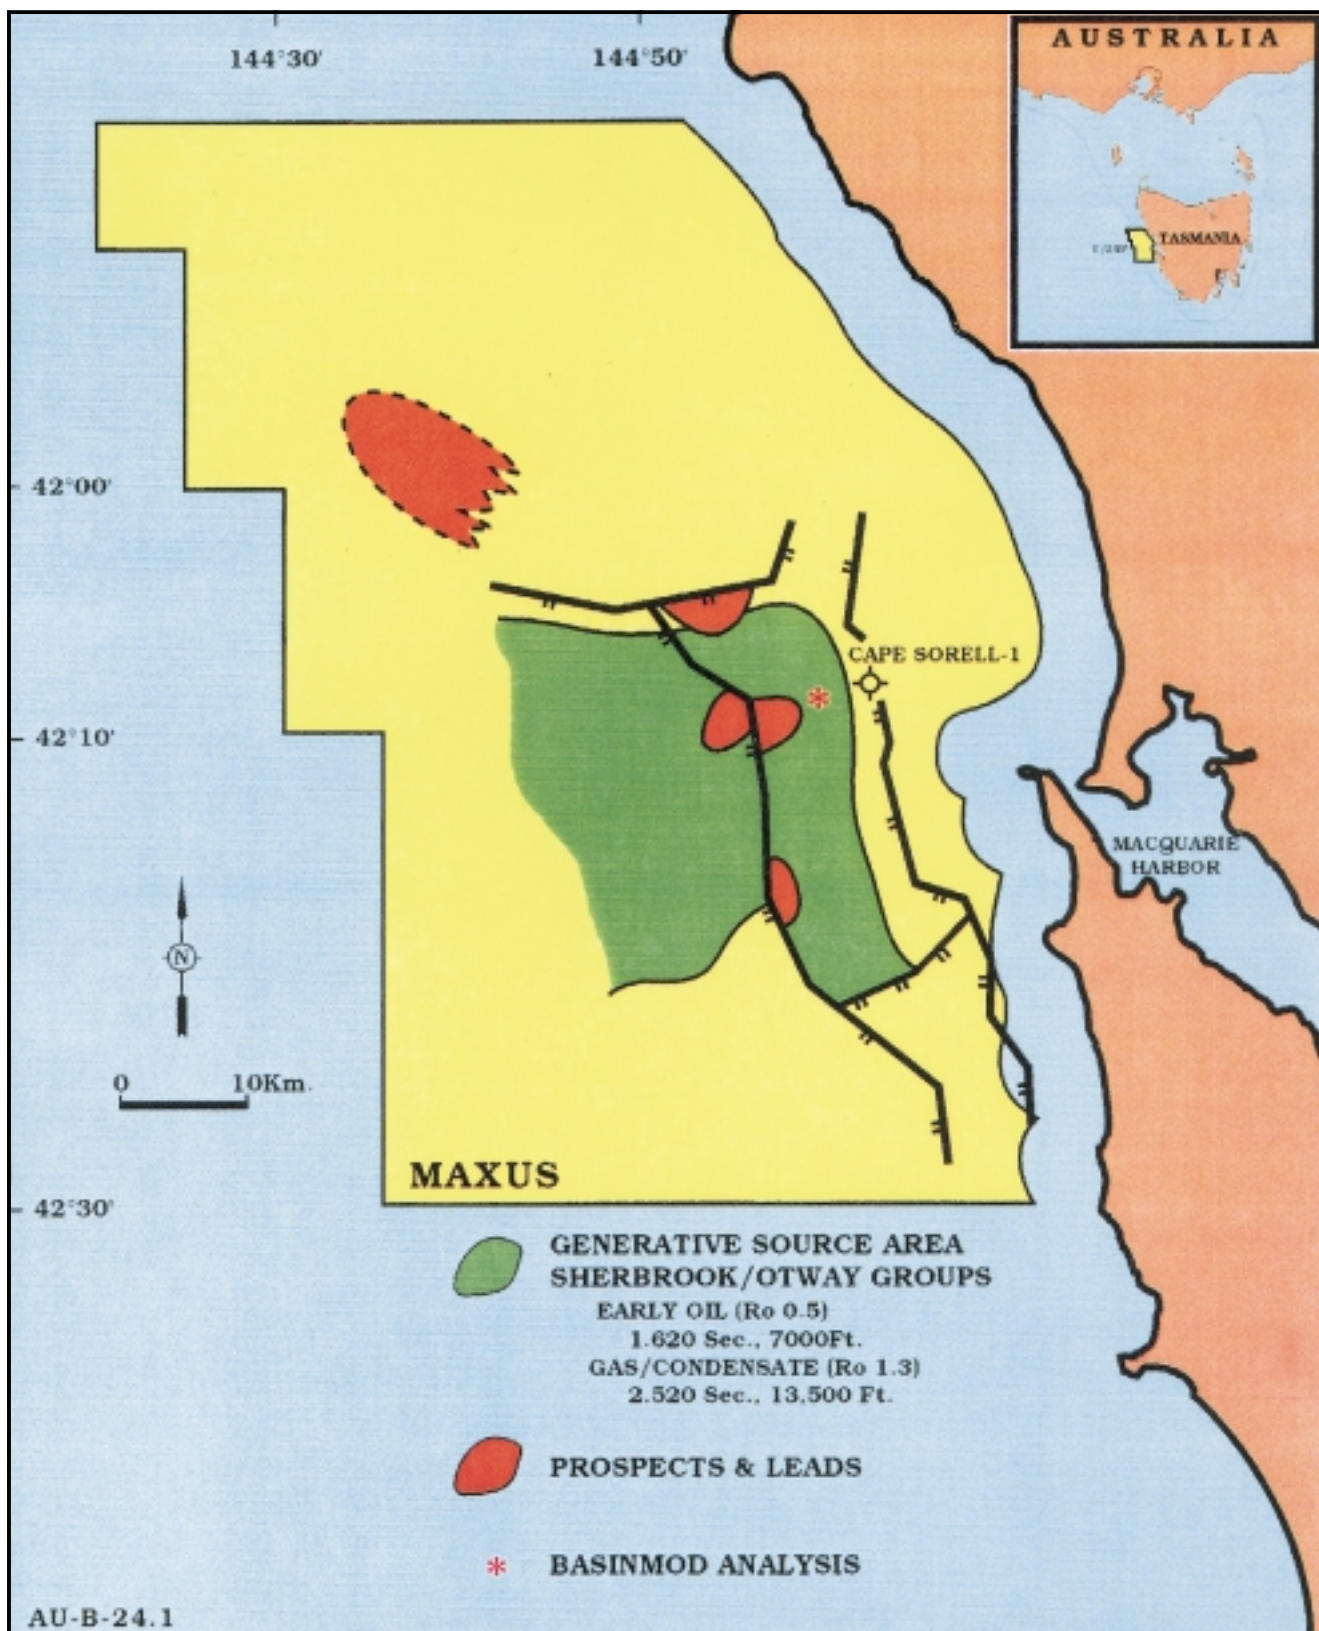 144°30'
144°50'
AUSTRALIA
TASMANIA
42°00'
CAPE SORELL-1
42°10'
MACQUARIE
HARBOR
N
0 10Km.
MAXUS
42°30'
GENERATIVE SOURCE AREA
SHERBROOK/OTWAY GROUPS
EARLY OIL (Ro 0.5)
1.620 Sec., 7000Ft.
GAS/CONDENSATE (Ro 1.3)
2.520 Sec., 13,500 Ft.
PROSPECTS & LEADS
* BASINMOD ANALYSIS
AU-B-24.1